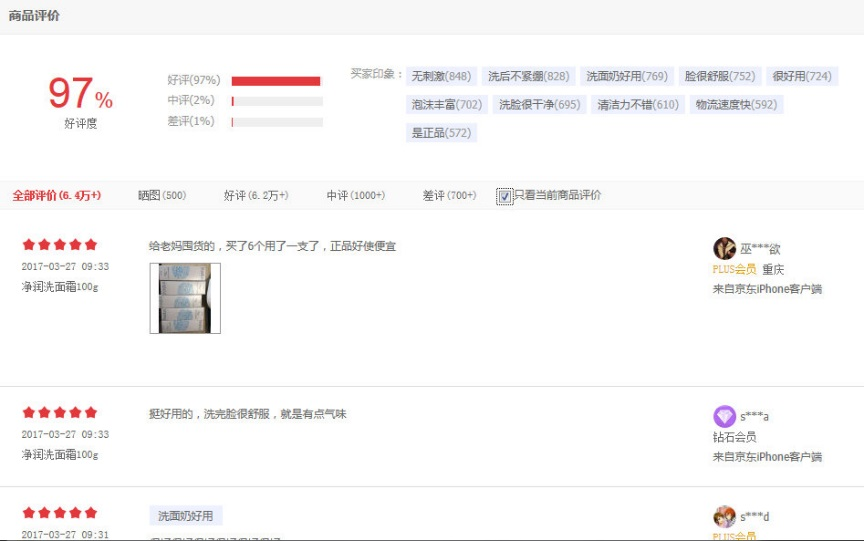 商品评价
97%
好评度
好评(97%)
中评(2%)
差评(1%)
买家印象：
无刺激(848) 洗后不紧绷(828) 洗面奶好用(769) 脸很舒服(752) 很好用(724)
泡沫丰富(702) 洗脸很干净(695) 清洁力不错(610) 物流速度快(592)
是正品(572)
全部评价(6.4万+) 晒图(500) 好评(6.2万+) 中评(1000+) 差评(700+) 只看当前商品评价
2017-03-27 09:33
净润洗面霜100g
给老妈囤货的，买了6个用了一支了，正品好使便宜
巫***欲
PLUS会员 重庆
来自京东iPhone客户端
2017-03-27 09:33
净润洗面霜100g
挺好用的，洗完脸很舒服，就是有点气味
s***a
钻石会员
来自京东iPhone客户端
2017-03-27 09:31
洗面奶好用
s***d
PLUS会员